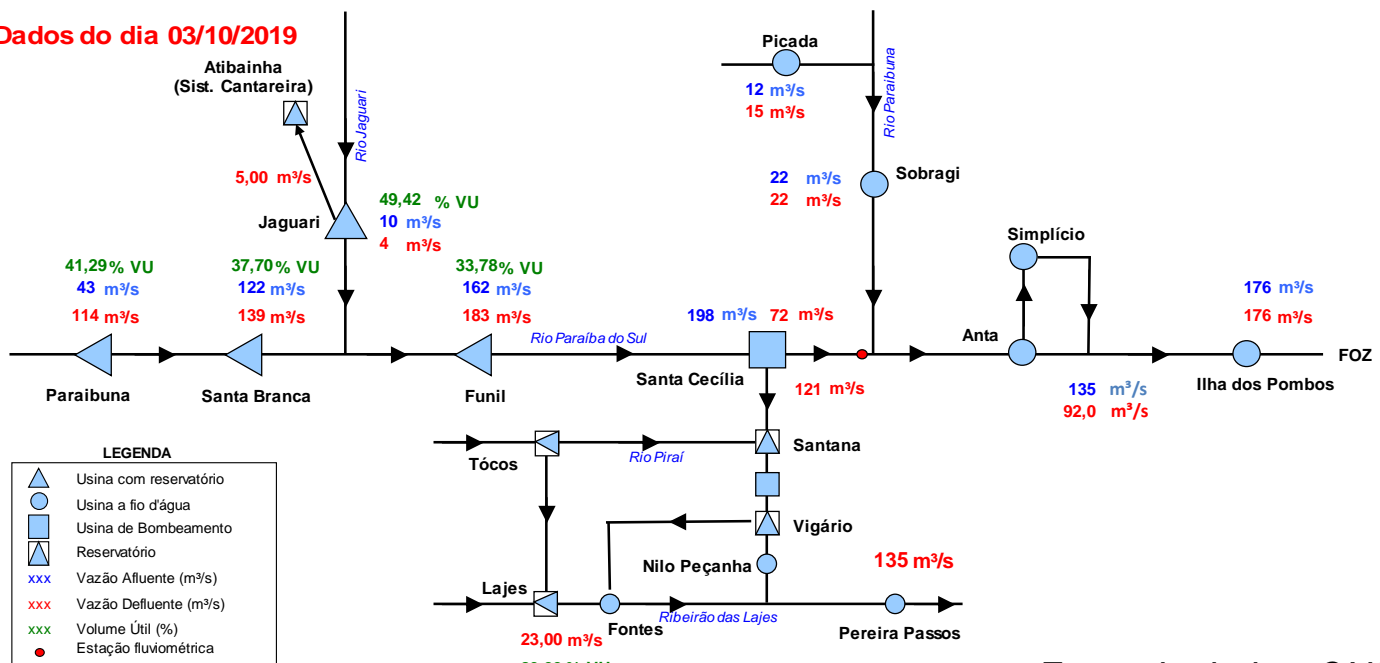 Dados do dia 03/10/2019
Atibainha
(Sist. Cantareira)
Rio Jaguari
5,00 m³/s
Jaguari
49,42 % VU
10 m³/s
4 m³/s
Picada
12 m³/s
15 m³/s
Rio Paraibuna
Sobragi
22 m³/s
22 m³/s
Simplício
41,29% VU
43 m³/s
114 m³/s
Paraibuna
37,70% VU
122 m³/s
139 m³/s
Santa Branca
33,78% VU
162 m³/s
183 m³/s
Funil
Rio Paraíba do Sul
198 m³/s 72 m³/s
Santa Cecília
121 m³/s
Anta
135 m³/s
92,0 m³/s
176 m³/s
176 m³/s
Ilha dos Pombos
FOZ
Tócos
Rio Piraí
Santana
Vigário
Nilo Peçanha
135 m³/s
Lajes
23,00 m³/s
Fontes
Ribeirão das Lajes
Pereira Passos
LEGENDA
Usina com reservatório
Usina a fio d'água
Usina de Bombeamento
Reservatório
xxx Vazão Afluente (m³/s)
xxx Vazão Defluente (m³/s)
xxx Volume Útil (%)
Estação fluviométrica